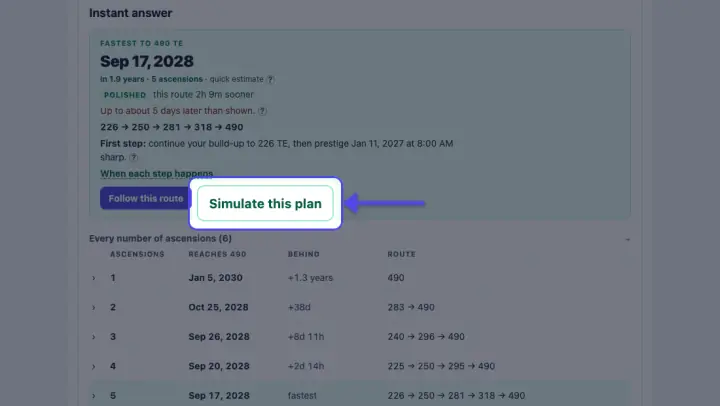 Instant answer
FASTEST TO 490 TE
Sep 17, 2028
in 1.9 years · 5 ascensions · quick estimate ?
POLISHED this route 2h 9m sooner
Up to about 5 days later than shown. ?
226 → 250 → 281 → 318 → 490
First step: continue your build-up to 226 TE, then prestige Jan 11, 2027 at 8:00 AM
sharp. ?
When each step happens
Follow this route Simulate this plan
Every number of ascensions (6)
ASCENSIONS REACHES 490 BEHIND ROUTE
› 1 Jan 5, 2030 +1.3 years 490
› 2 Oct 25, 2028 +38d 283 → 490
› 3 Sep 26, 2028 +8d 11h 240 → 296 → 490
› 4 Sep 20, 2028 +2d 14h 225 → 250 → 295 → 490
› 5 Sep 17, 2028 fastest 226 → 250 → 281 → 318 → 490